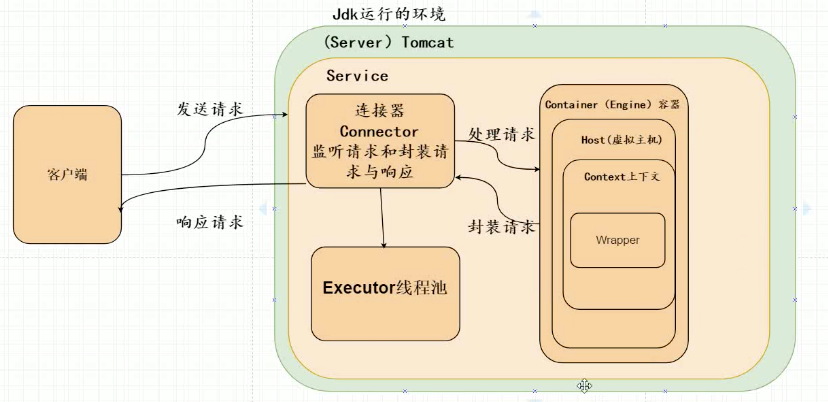 Jdk运行的环境
(Server) Tomcat
Service
发送请求
连接器
Connector
监听请求和封装请
求与响应
处理请求
Container (Engine) 容器
Host(虚拟主机)
Context上下文
Wrapper
客户端
响应请求
封装请求
Executor线程池